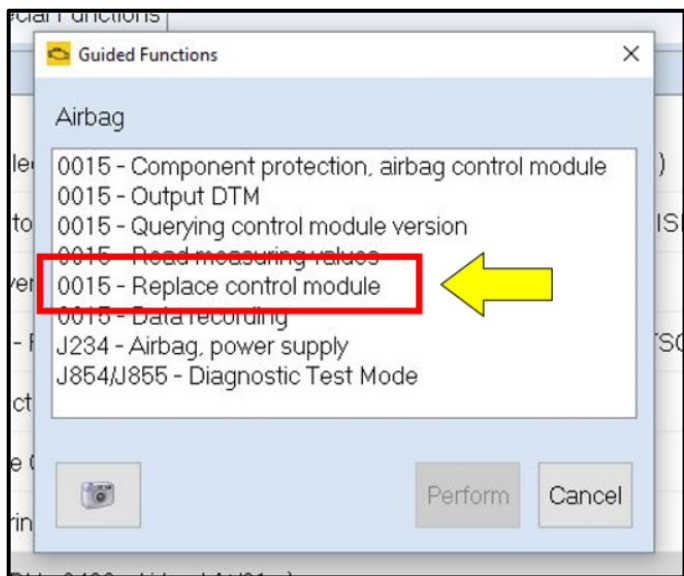 cial Functions
Guided Functions
Airbag
0015 - Component protection, airbag control module
0015 - Output DTM
0015 - Querying control module version
0015 - Read measuring values
0015 - Replace control module
0015 - Data recording
J234 - Airbag, power supply
J854/J855 - Diagnostic Test Mode
Perform
Cancel